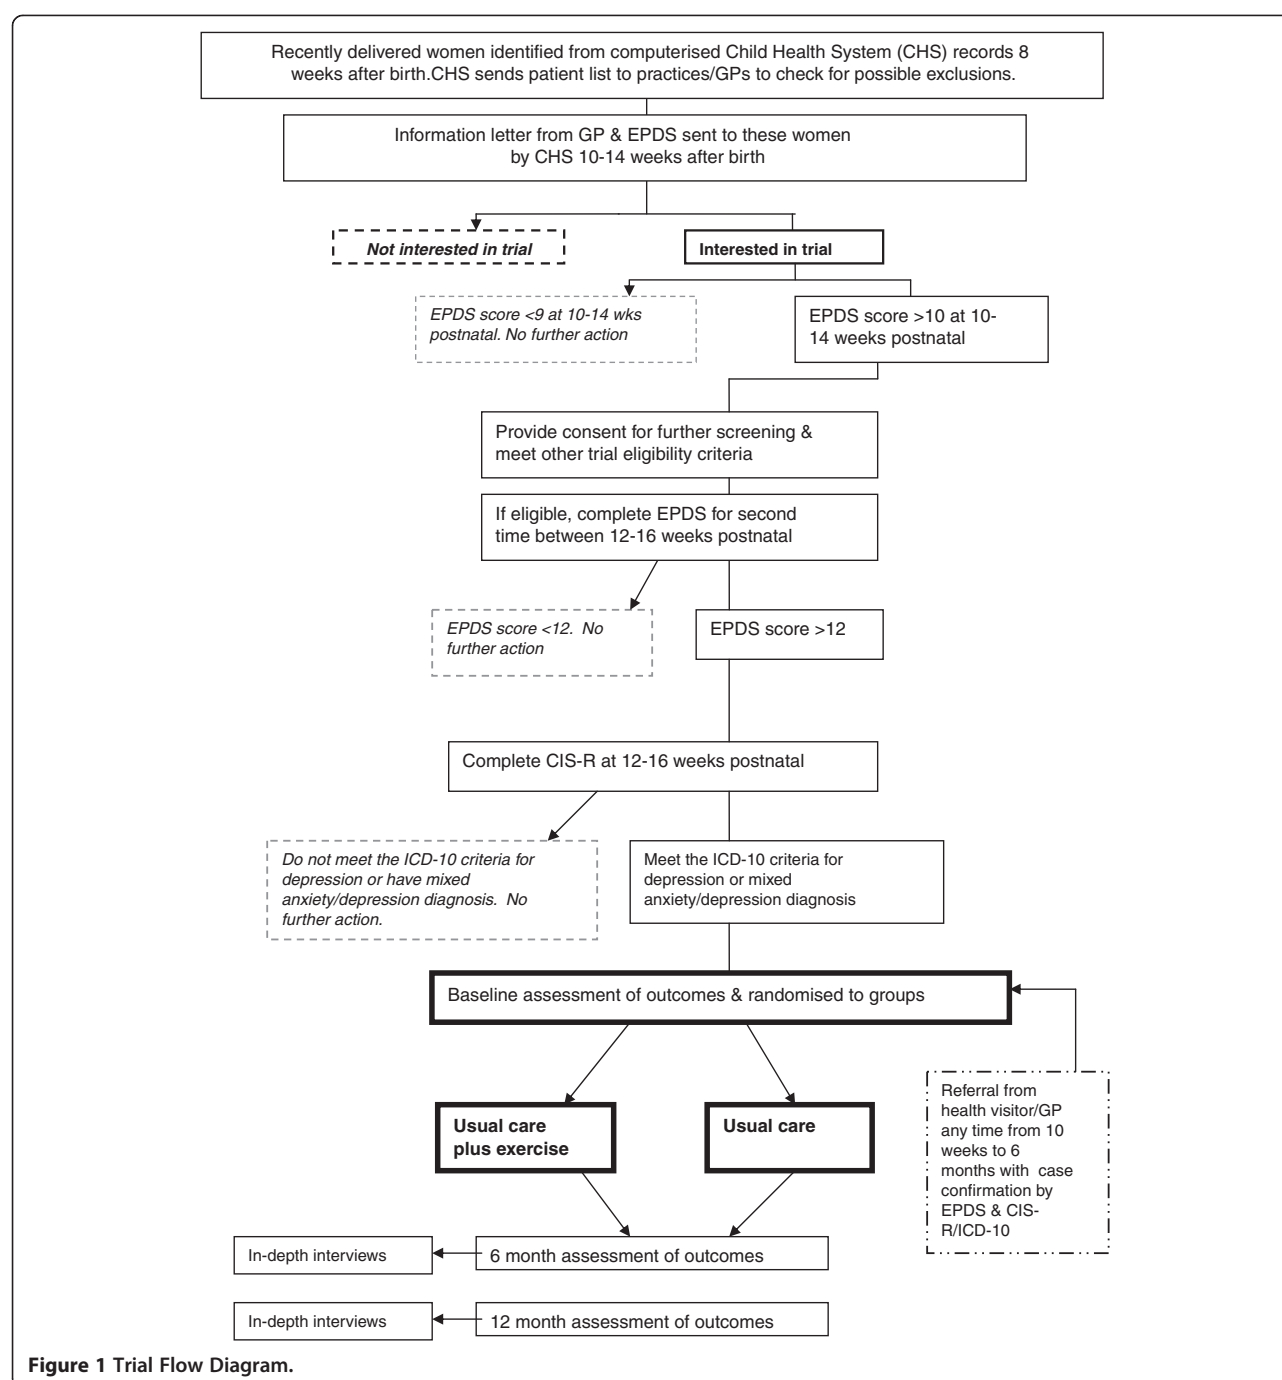 Recently delivered women identified from computerised Child Health System (CHS) records 8
weeks after birth.CHS sends patient list to practices/GPs to check for possible exclusions.
Information letter from GP & EPDS sent to these women
by CHS 10-14 weeks after birth
Not interested in trial
Interested in trial
EPDS score <9 at 10-14 wks
postnatal. No further action
EPDS score >10 at 10-
14 weeks postnatal
Provide consent for further screening &
meet other trial eligibility criteria
If eligible, complete EPDS for second
time between 12-16 weeks postnatal
EPDS score <12.  No
further action
EPDS score >12
Complete CIS-R at 12-16 weeks postnatal
Do not meet the ICD-10 criteria for
depression or have mixed
anxiety/depression diagnosis.  No
further action.
Meet the ICD-10 criteria for
depression or mixed
anxiety/depression diagnosis
Baseline assessment of outcomes & randomised to groups
Usual care
plus exercise
Usual care
Referral from
health visitor/GP
any time from 10
weeks to 6
months with  case
confirmation by
EPDS & CIS-
R/ICD-10
In-depth interviews
6 month assessment of outcomes
In-depth interviews
12 month assessment of outcomes
Figure 1 Trial Flow Diagram.